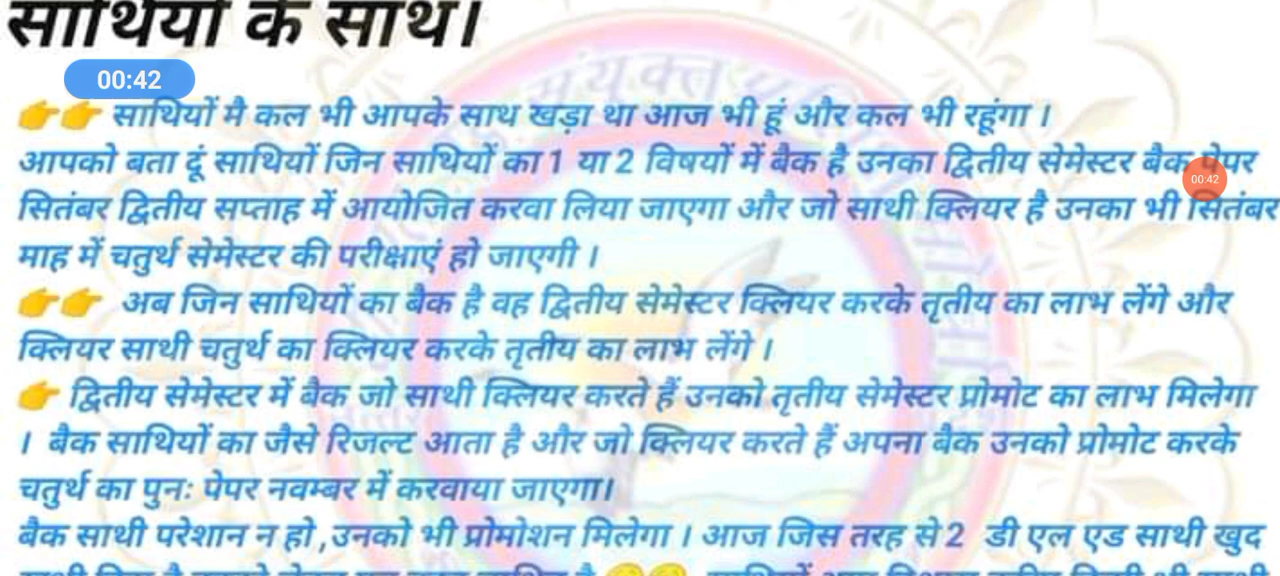 साथियों के साथ।
00:42
👉👉 साथियों मै कल भी आपके साथ खड़ा था आज भी हूं और कल भी रहूंगा ।
आपको बता दूं साथियों जिन साथियों का 1 या 2 विषयों में बैक है उनका द्वितीय सेमेस्टर बैक पेपर
00:42
सितंबर द्वितीय सप्ताह में आयोजित करवा लिया जाएगा और जो साथी क्लियर है उनका भी सितंबर
माह में चतुर्थ सेमेस्टर की परीक्षाएं हो जाएगी ।
👉👉 अब जिन साथियों का बैक है वह द्वितीय सेमेस्टर क्लियर करके तृतीय का लाभ लेंगे और
क्लियर साथी चतुर्थ का क्लियर करके तृतीय का लाभ लेंगे ।
👉 द्वितीय सेमेस्टर में बैक जो साथी क्लियर करते हैं उनको तृतीय सेमेस्टर प्रोमोट का लाभ मिलेगा
। बैक साथियों का जैसे रिजल्ट आता है और जो क्लियर करते हैं अपना बैक उनको प्रोमोट करके
चतुर्थ का पुनः पेपर नवम्बर में करवाया जाएगा।
बैक साथी परेशान न हो ,उनको भी प्रोमोशन मिलेगा । आज जिस तरह से 2 डी एल एड साथी खुद